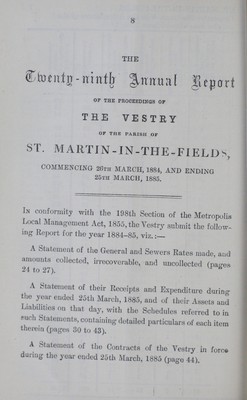 8
THE
Twenty-ninth Annual Report
OF THE PROCEEDINGS OF
THE VESTRY
OF THE PARISH OF
ST. MARTIN-IN-THE-FIELDS,
COMMENCING 26TH MARCH, 1884, AND ENDING
25TH MARCH, 1885.
IN conformity with the 198th Section of the Metropolis
Local Management Act, 1855, the Vestry submit the follow-
ing Report for the year 1884-85, viz.:—
A Statement of the General and Sewers Rates made, and
amounts collected, irrecoverable, and uncollected (pages
24 to 27).
A Statement of their Receipts and Expenditure during
the year ended 25th March, 1885, and of their Assets and
Liabilities on that day, with the Schedules referred to in
such Statements, containing detailed particulars of each item
therein (pages 30 to 43).
A Statement of the Contracts of the Vestry in force
during the year ended 25th March, 1885 (page 44).